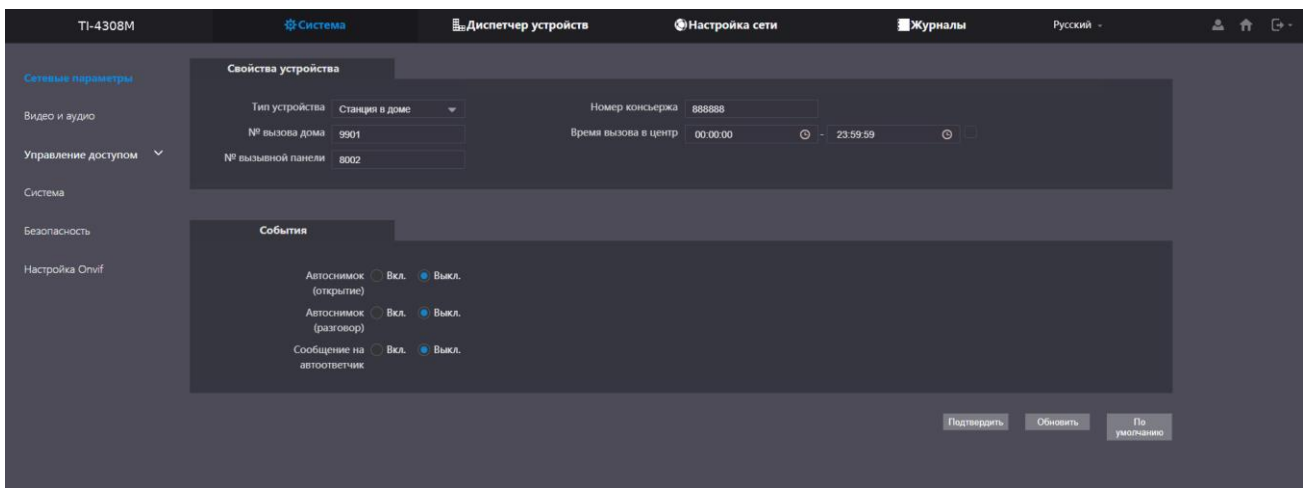 TI-4308M Система Диспетчер устройств Настройка сети Журналы Русский
Сетевые параметры
Видео и аудио
Управление доступом
Система
Безопасность
Настройка Onvif
Свойства устройства
Тип устройства Станция в доме Номер консьержа 888888
№ вызова дома 9901 Время вызова в центр 00:00:00 - 23:59:59
№ вызывной панели 8002
События
Автоснимок Вкл. Выкл.
(открытие)
Автоснимок Вкл. Выкл.
(разговор)
Сообщение на Вкл. Выкл.
автоответчик
Подтвердить Обновить По
умолчанию